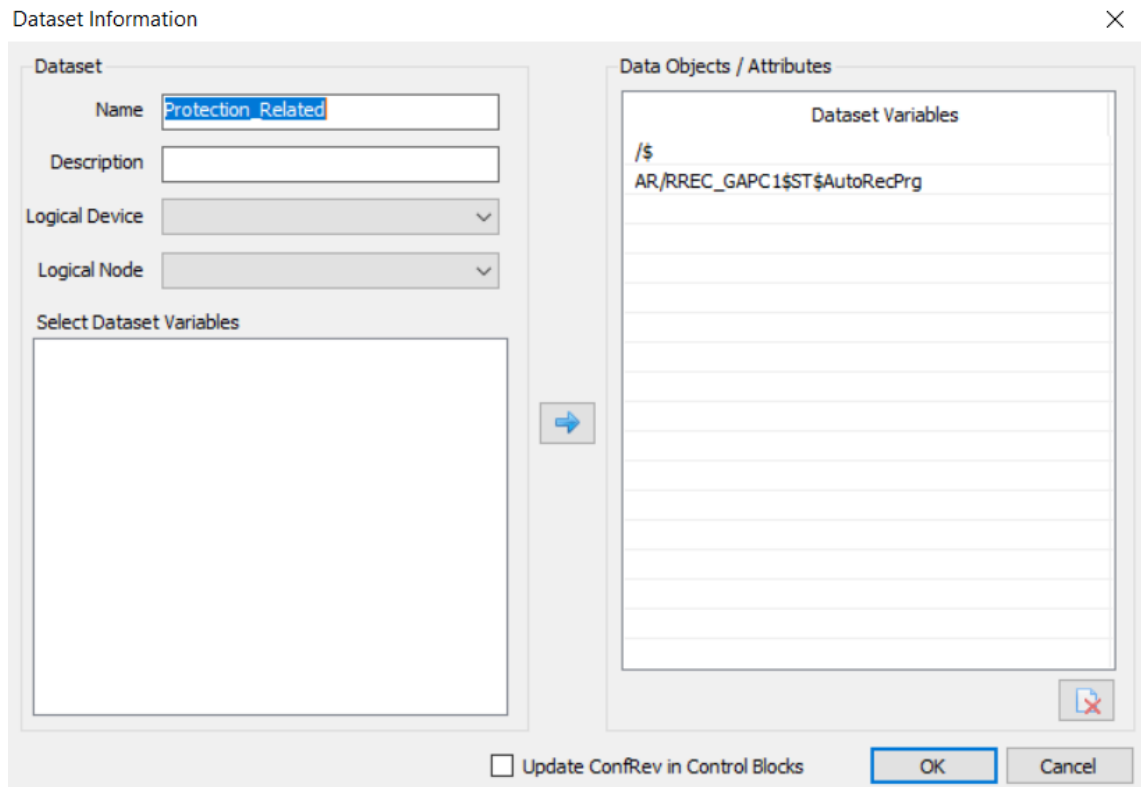 Dataset Information
Dataset
Name
Protection_Related
Description
Logical Device
Logical Node
Select Dataset Variables
Data Objects / Attributes
Dataset Variables
/$
AR/RREC_GAPC1$ST$AutoRecPrg
Update ConfRev in Control Blocks
OK
Cancel